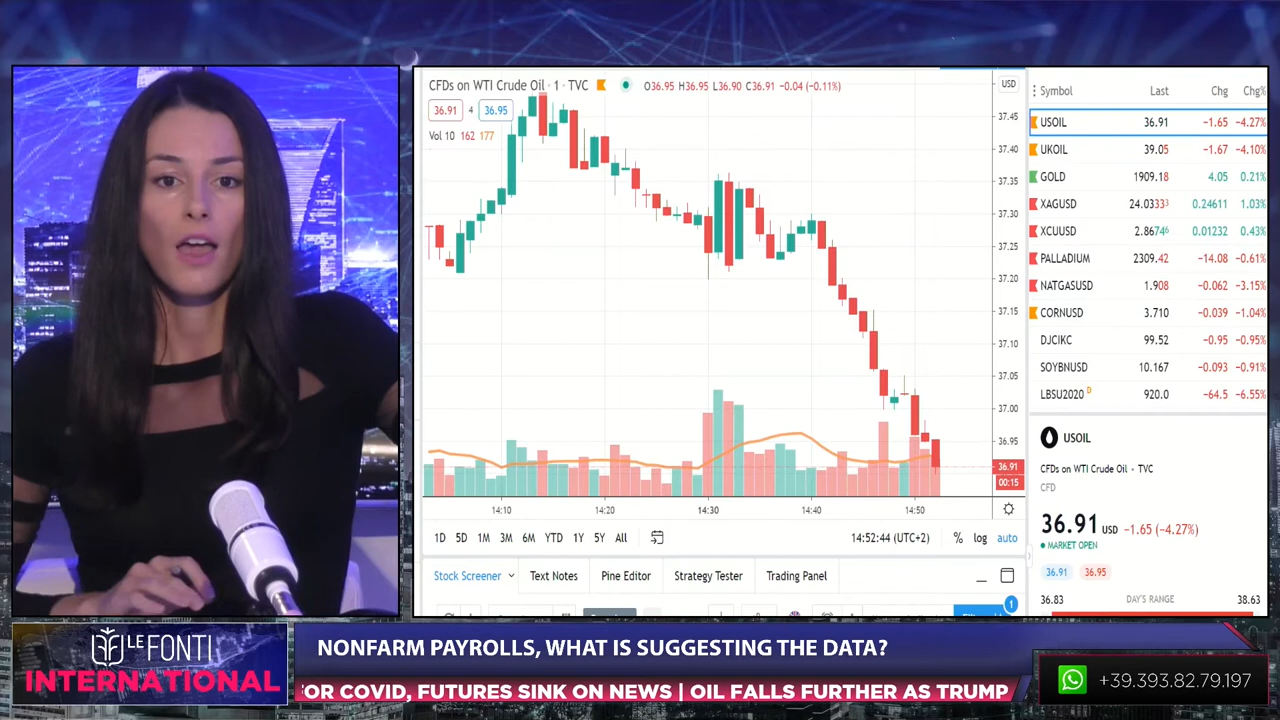 CFDs on WTI Crude Oil · 1 · TVC O36.95 H36.95 L36.90 C36.91 −0.04 (−0.11%)
USD
36.91 4 36.95
Vol 10 162 177
37.45
37.40
37.35
37.30
37.25
37.20
37.15
37.10
37.05
37.00
36.95
36.91
00:15
14:10 14:20 14:30 14:40 14:50
1D 5D 1M 3M 6M YTD 1Y 5Y All
14:52:44 (UTC+2) % log auto
Stock Screener Text Notes Pine Editor Strategy Tester Trading Panel
1
Symbol Last Chg Chg%
USOIL 36.91 −1.65 −4.27%
UKOIL 39.05 −1.67 −4.10%
GOLD 1909.18 4.05 0.21%
XAGUSD 24.0333³ 0.24611 1.03%
XCUUSD 2.8674⁶ 0.01232 0.43%
PALLADIUM 2309.42 −14.08 −0.61%
NATGASUSD 1.908 −0.062 −3.15%
CORNUSD 3.710 −0.039 −1.04%
DJCIKC 99.52 −0.95 −0.95%
SOYBNUSD 10.167 −0.093 −0.91%
LBSU2020 D 920.0 −64.5 −6.55%
USOIL
CFDs on WTI Crude Oil • TVC
CFD
36.91 USD −1.65 (−4.27%)
MARKET OPEN
36.91 36.95
36.83 DAY'S RANGE 38.63
LE FONTI
INTERNATIONAL
NONFARM PAYROLLS, WHAT IS SUGGESTING THE DATA?
OR COVID, FUTURES SINK ON NEWS | OIL FALLS FURTHER AS TRUMP
+39.393.82.79.197